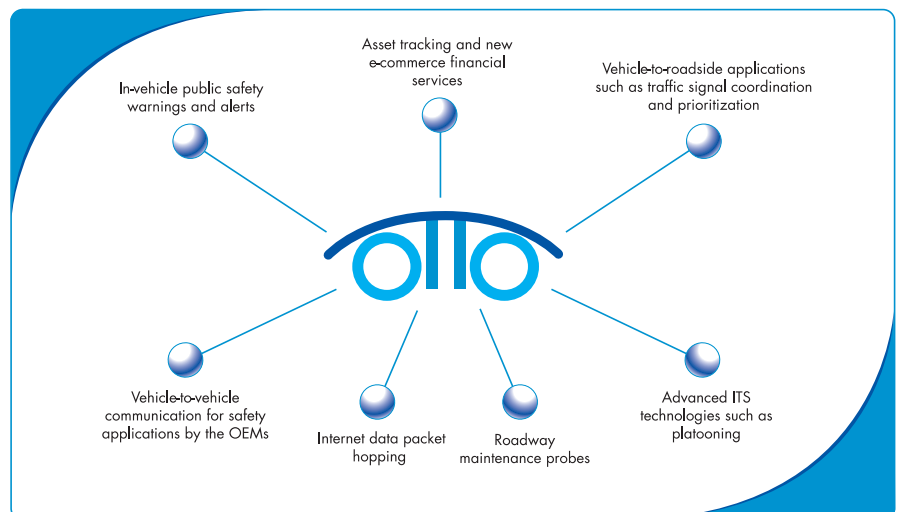 Asset tracking and new
e-commerce financial
services
In-vehicle public safety
warnings and alerts
Vehicle-to-roadside applications
such as traffic signal coordination
and prioritization
otto
Vehicle-to-vehicle
communication for safety
applications by the OEMs
Internet data packet
hopping
Roadway
maintenance probes
Advanced ITS
technologies such as
platooning